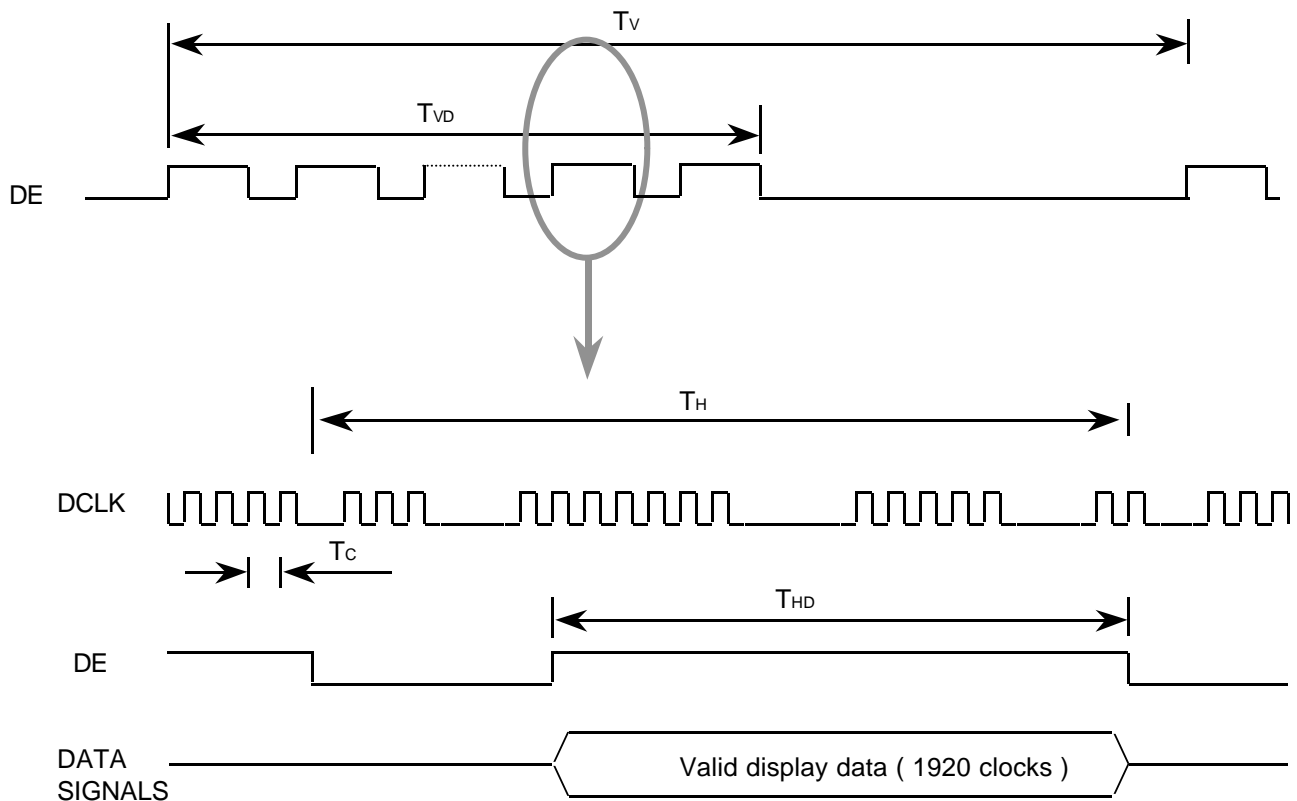 TV
TVD
DE
TH
DCLK
TC
THD
DE
DATA
SIGNALS
Valid display data ( 1920 clocks )